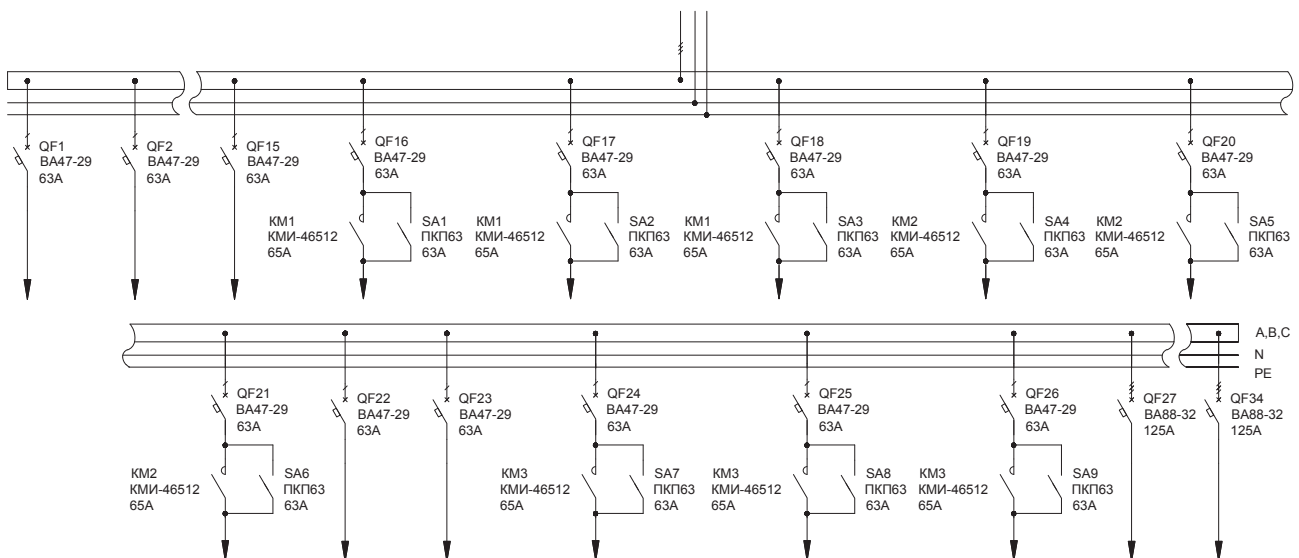 QF1
ВА47-29
63А
QF2
ВА47-29
63А
QF15
ВА47-29
63А
QF16
ВА47-29
63А
QF17
ВА47-29
63А
QF18
ВА47-29
63А
QF19
ВА47-29
63А
QF20
ВА47-29
63А
КМ1
КМИ-46512
65А
SA1
ПКП63
63А
КМ1
КМИ-46512
65А
SA2
ПКП63
63А
КМ1
КМИ-46512
65А
SA3
ПКП63
63А
КМ2
КМИ-46512
65А
SA4
ПКП63
63А
КМ2
КМИ-46512
65А
SA5
ПКП63
63А
A,B,C
N
PE
QF21
ВА47-29
63А
QF22
ВА47-29
63А
QF23
ВА47-29
63А
QF24
ВА47-29
63А
QF25
ВА47-29
63А
QF26
ВА47-29
63А
QF27
ВА88-32
125А
QF34
ВА88-32
125А
КМ2
КМИ-46512
65А
SA6
ПКП63
63А
КМ3
КМИ-46512
65А
SA7
ПКП63
63А
КМ3
КМИ-46512
65А
SA8
ПКП63
63А
КМ3
КМИ-46512
65А
SA9
ПКП63
63А